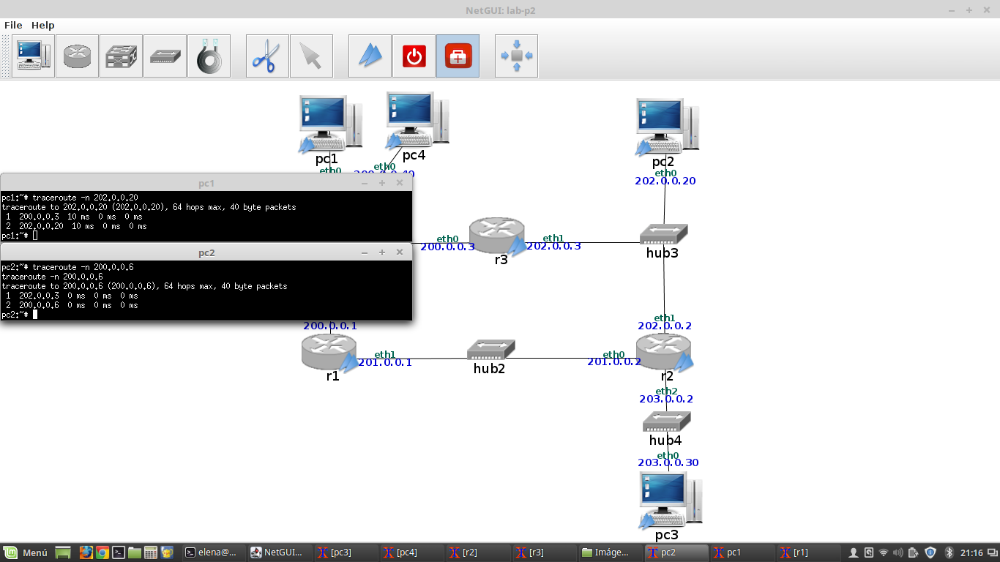 NetGUI: lab-p2
File Help
pc1
pc4
pc2
eth0
eth0
eth0
202.0.0.20
pc1
pc1:~# traceroute -n 202.0.0.20
traceroute to 202.0.0.20 (202.0.0.20), 64 hops max, 40 byte packets
1 200.0.0.3 10 ms 0 ms 0 ms
2 202.0.0.20 10 ms 0 ms 0 ms
pc1:~#
pc2
pc2:~# traceroute -n 200.0.0.6
traceroute -n 200.0.0.6
traceroute to 200.0.0.6 (200.0.0.6), 64 hops max, 40 byte packets
1 202.0.0.3 0 ms 0 ms 0 ms
2 200.0.0.6 0 ms 0 ms 0 ms
pc2:~#
eth0
200.0.0.3
r3
eth1
202.0.0.3
hub3
200.0.0.1
r1
eth1
201.0.0.1
hub2
eth0
201.0.0.2
eth1
202.0.0.2
r2
eth2
203.0.0.2
hub4
eth0
203.0.0.30
pc3
Menú
elena@...
NetGUI...
[pc3]
[pc4]
[r2]
[r3]
Imáge...
pc2
pc1
[r1]
21:16